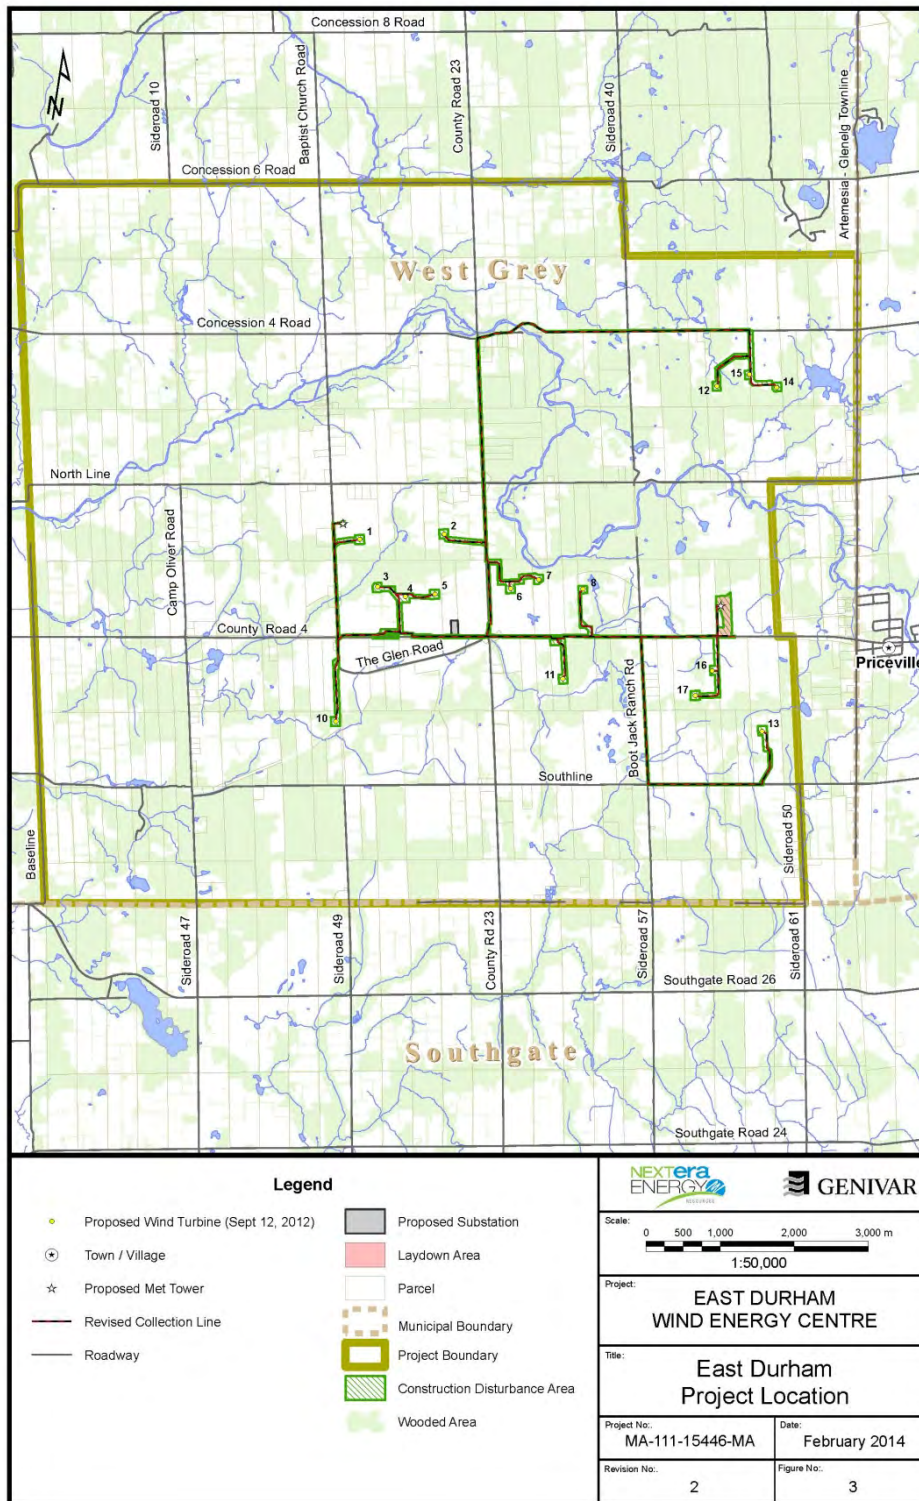 Concession 8 Road
N
Sideroad 10
Baptist Church Road
County Road 23
Sideroad 40
Concession 6 Road
Artemesia - Glenelg Townline
West Grey
Concession 4 Road
15
14
12
North Line
Camp Oliver Road
1
2
3
4
5
7
6
8
County Road 4
The Glen Road
Priceville
11
16
17
10
Boot Jack Ranch Rd
13
Southline
Baseline
Sideroad 50
Sideroad 47
Sideroad 49
County Rd 23
Sideroad 57
Sideroad 61
Southgate Road 26
Southgate
Southgate Road 24
Legend
Proposed Wind Turbine (Sept 12, 2012)
Town / Village
Proposed Met Tower
Revised Collection Line
Roadway
Proposed Substation
Laydown Area
Parcel
Municipal Boundary
Project Boundary
Construction Disturbance Area
Wooded Area
NEXTera
ENERGY
RESOURCES
GENIVAR
Scale:
0 500 1,000 2,000 3,000 m
1:50,000
Project:
EAST DURHAM
WIND ENERGY CENTRE
Title:
East Durham
Project Location
Project No:.
MA-111-15446-MA
Date:
February 2014
Revision No:.
2
Figure No:.
3